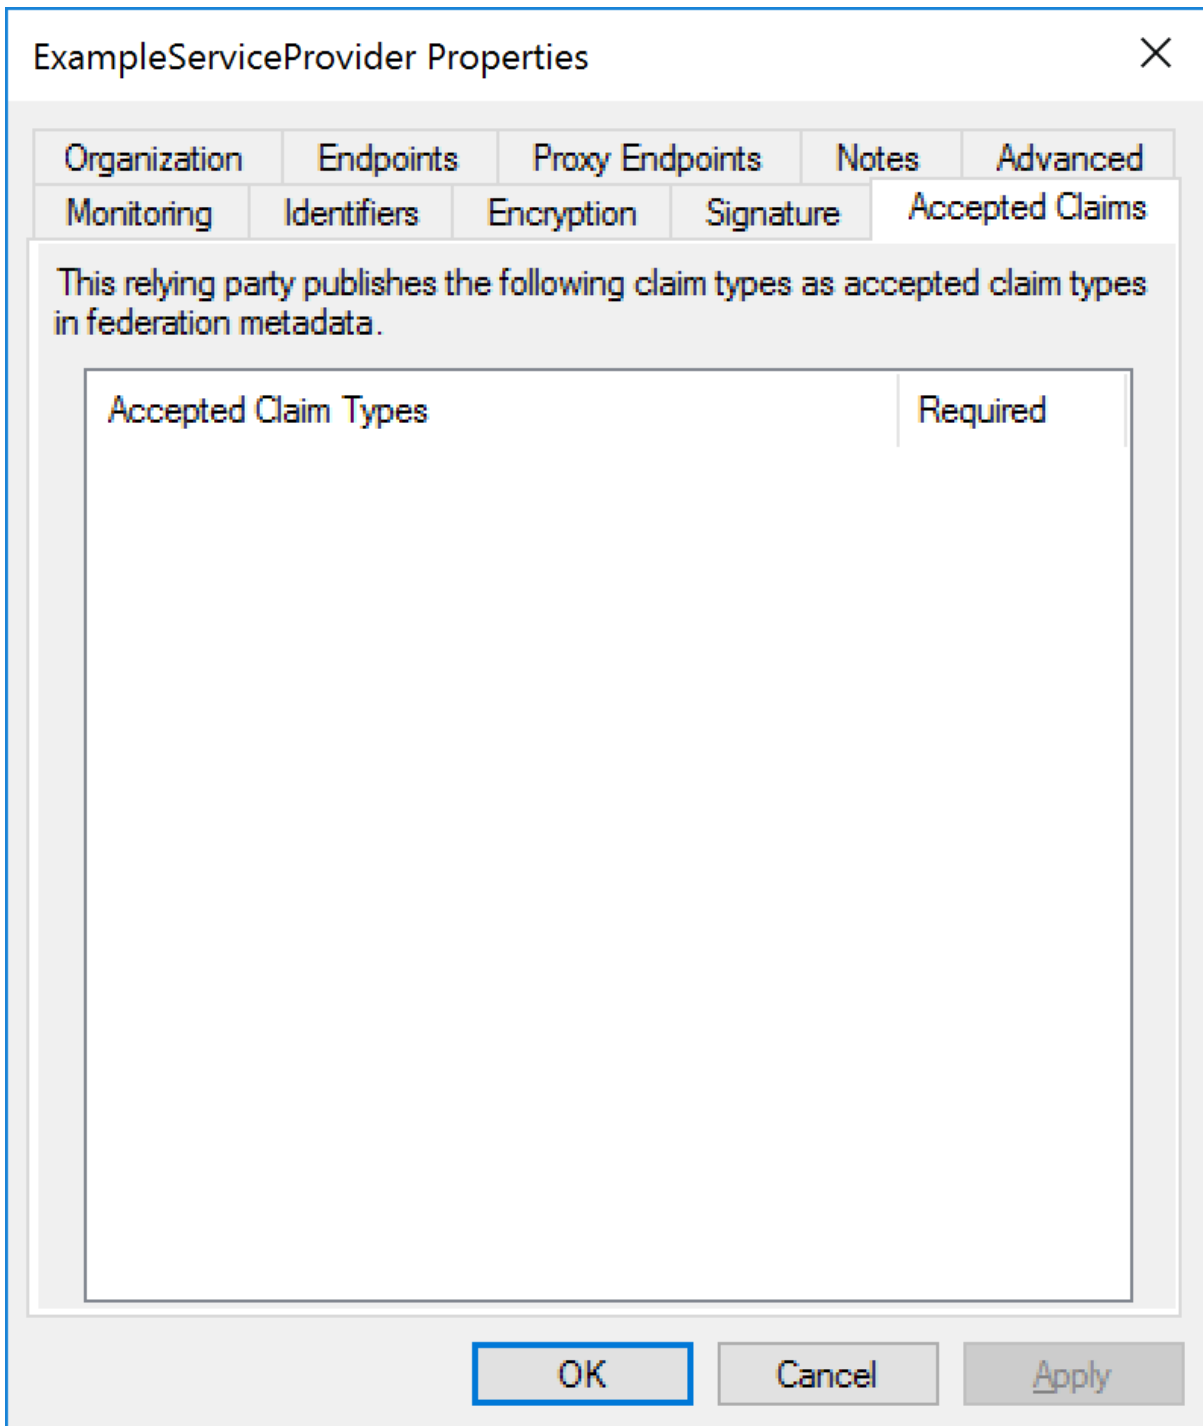 ExampleServiceProvider Properties
Organization Endpoints Proxy Endpoints Notes Advanced
Monitoring Identifiers Encryption Signature Accepted Claims
This relying party publishes the following claim types as accepted claim types
in federation metadata.
Accepted Claim Types Required
OK Cancel Apply